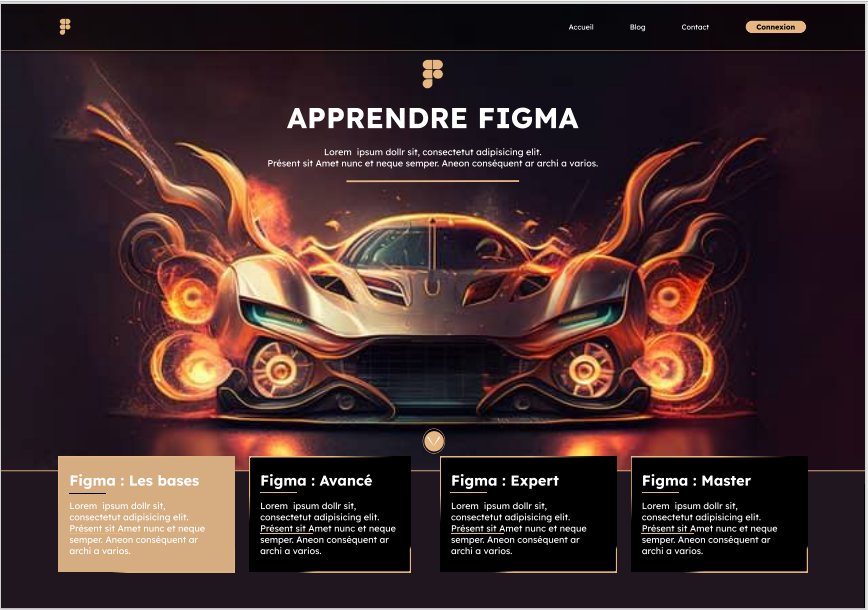 Accueil
Blog
Contact
Connexion
APPRENDRE FIGMA
Lorem ipsum dollr sit, consectetut adipisicing elit.
Présent sit Amet nunc et neque semper. Aneon conséquent ar archi a varios.
Figma : Les bases
Lorem ipsum dollr sit,
consectetut adipisicing elit.
Présent sit Amet nunc et neque
semper. Aneon conséquent ar
archi a varios.
Figma : Avancé
Lorem ipsum dollr sit,
consectetut adipisicing elit.
Présent sit Amet nunc et neque
semper. Aneon conséquent ar
archi a varios.
Figma : Expert
Lorem ipsum dollr sit,
consectetut adipisicing elit.
Présent sit Amet nunc et neque
semper. Aneon conséquent ar
archi a varios.
Figma : Master
Lorem ipsum dollr sit,
consectetut adipisicing elit.
Présent sit Amet nunc et neque
semper. Aneon conséquent ar
archi a varios.